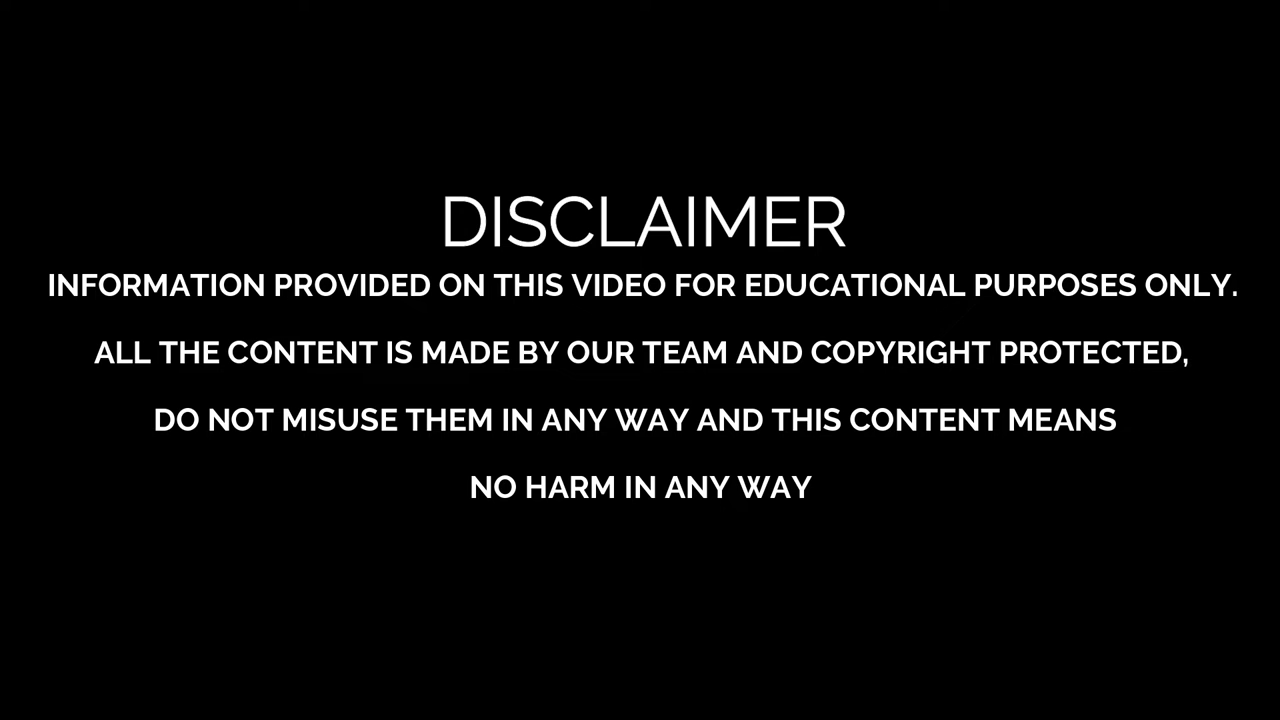 DISCLAIMER
INFORMATION PROVIDED ON THIS VIDEO FOR EDUCATIONAL PURPOSES ONLY.
ALL THE CONTENT IS MADE BY OUR TEAM AND COPYRIGHT PROTECTED,
DO NOT MISUSE THEM IN ANY WAY AND THIS CONTENT MEANS
NO HARM IN ANY WAY